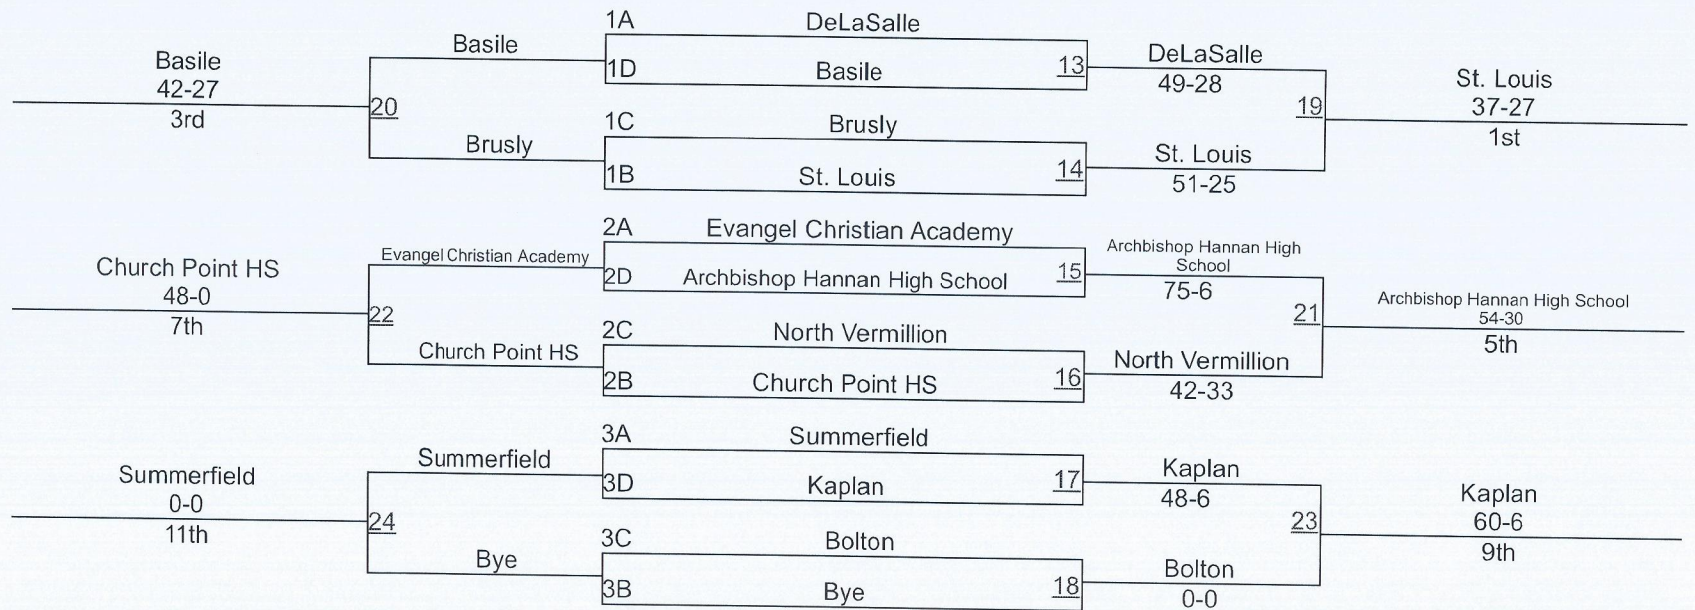 1A
DeLaSalle
Basile
42-27
3rd
20
Basile
1D
Basile
13
DeLaSalle
49-28
Brusly
1C
Brusly
1B
St. Louis
14
St. Louis
51-25
19
St. Louis
37-27
1st
2A
Evangel Christian Academy
Church Point HS
48-0
7th
22
Evangel Christian Academy
2D
Archbishop Hannan High School
15
Archbishop Hannan High
School
75-6
Church Point HS
2C
North Vermillion
2B
Church Point HS
16
North Vermillion
42-33
21
Archbishop Hannan High School
54-30
5th
3A
Summerfield
Summerfield
0-0
11th
24
Summerfield
3D
Kaplan
17
Kaplan
48-6
Bye
3C
Bolton
3B
Bye
18
Bolton
0-0
23
Kaplan
60-6
9th